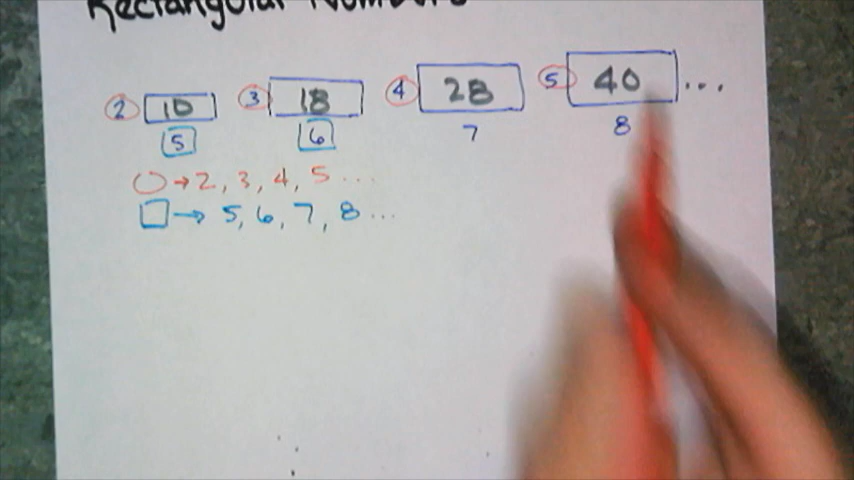 Rectangular Numbers
② 10 ③ 18 ④ 28 ⑤ 40 ...
5 6 7 8
○ → 2, 3, 4, 5 ...
□ → 5, 6, 7, 8 ...